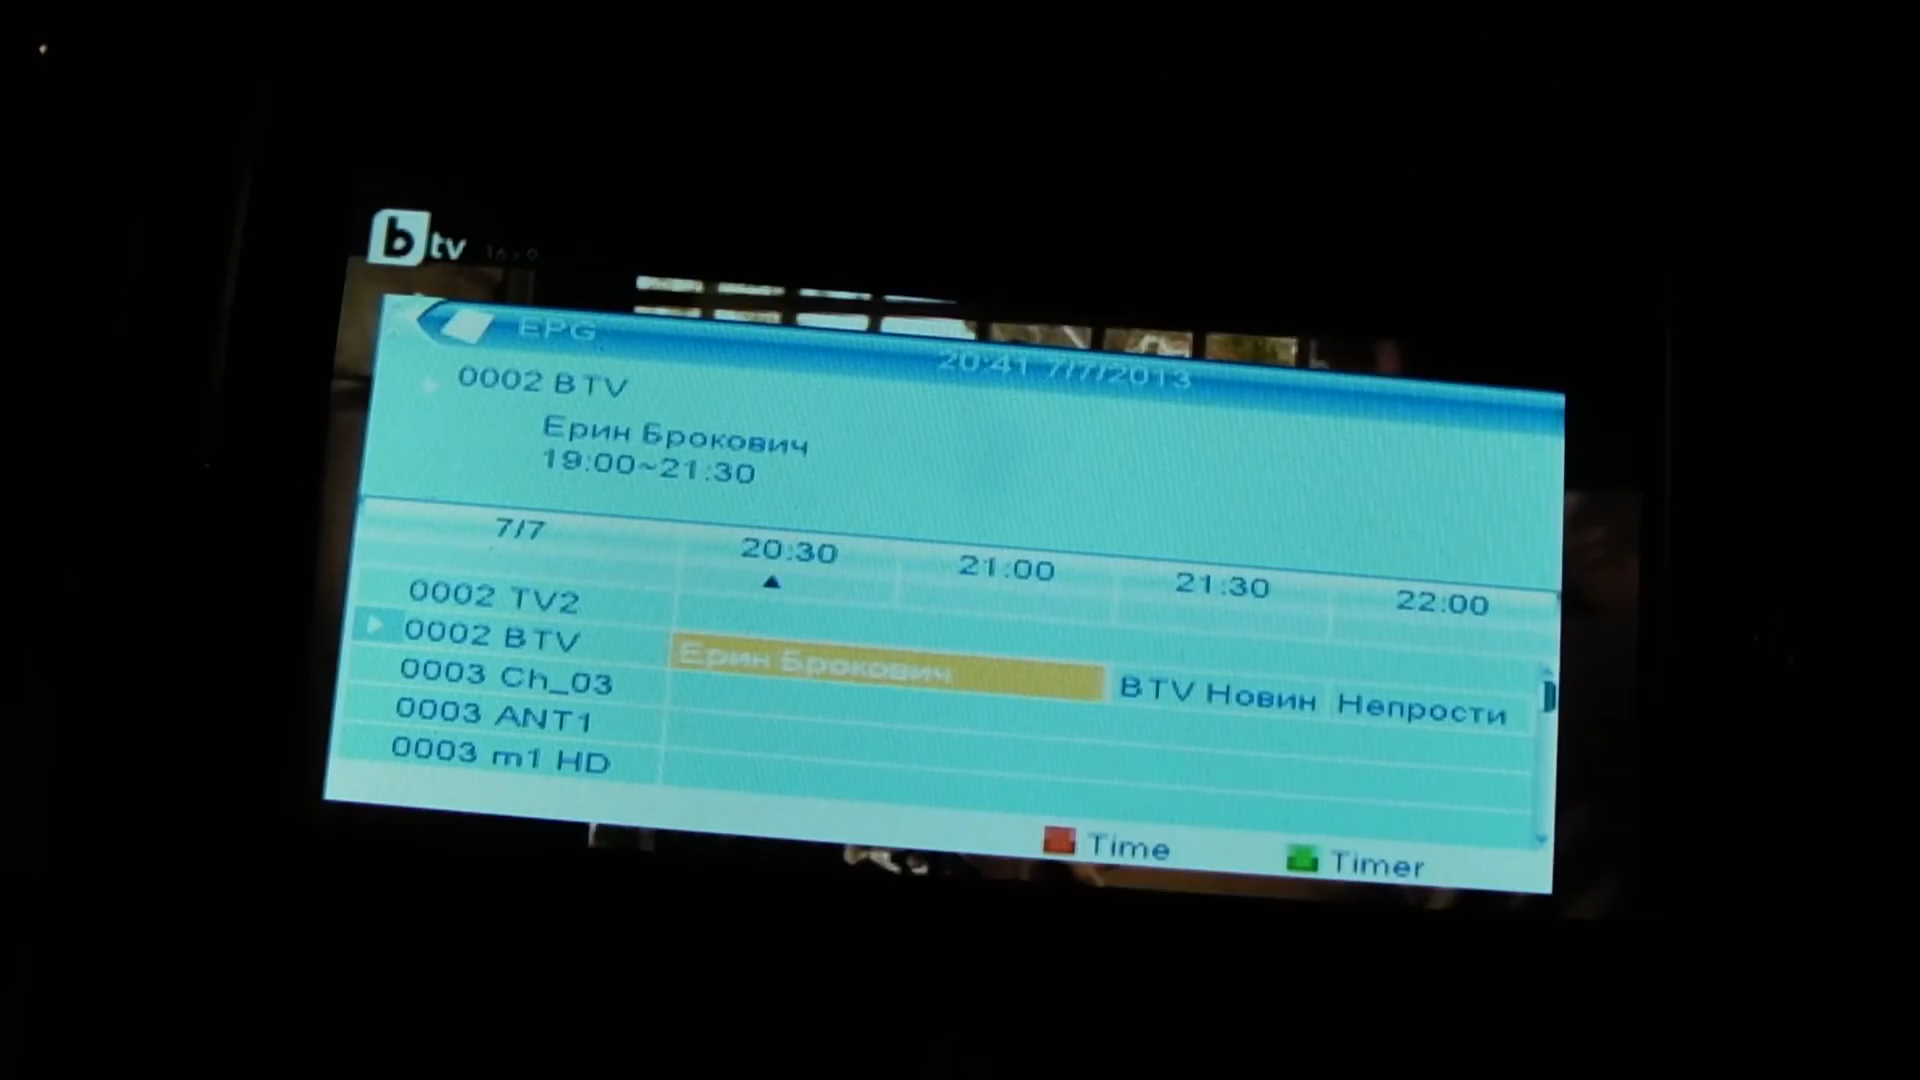 b tv
EPG
20:41 7/7/2013
0002 BTV
Ерин Брокович
19:00~21:30
7/7 20:30 21:00 21:30 22:00
0002 TV2
0002 BTV Ерин Брокович BTV Новин Непрости
0003 Ch_03
0003 ANT1
0003 m1 HD
Time Timer